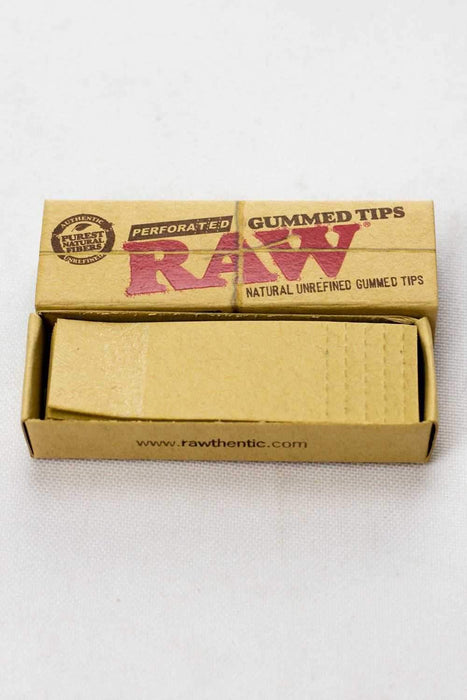 AUTHENTIC
PUREST
NATURAL
FIBERS
UNREFINED
PERFORATED
GUMMED TIPS
RAW®
NATURAL UNREFINED GUMMED TIPS
www.rawthentic.com